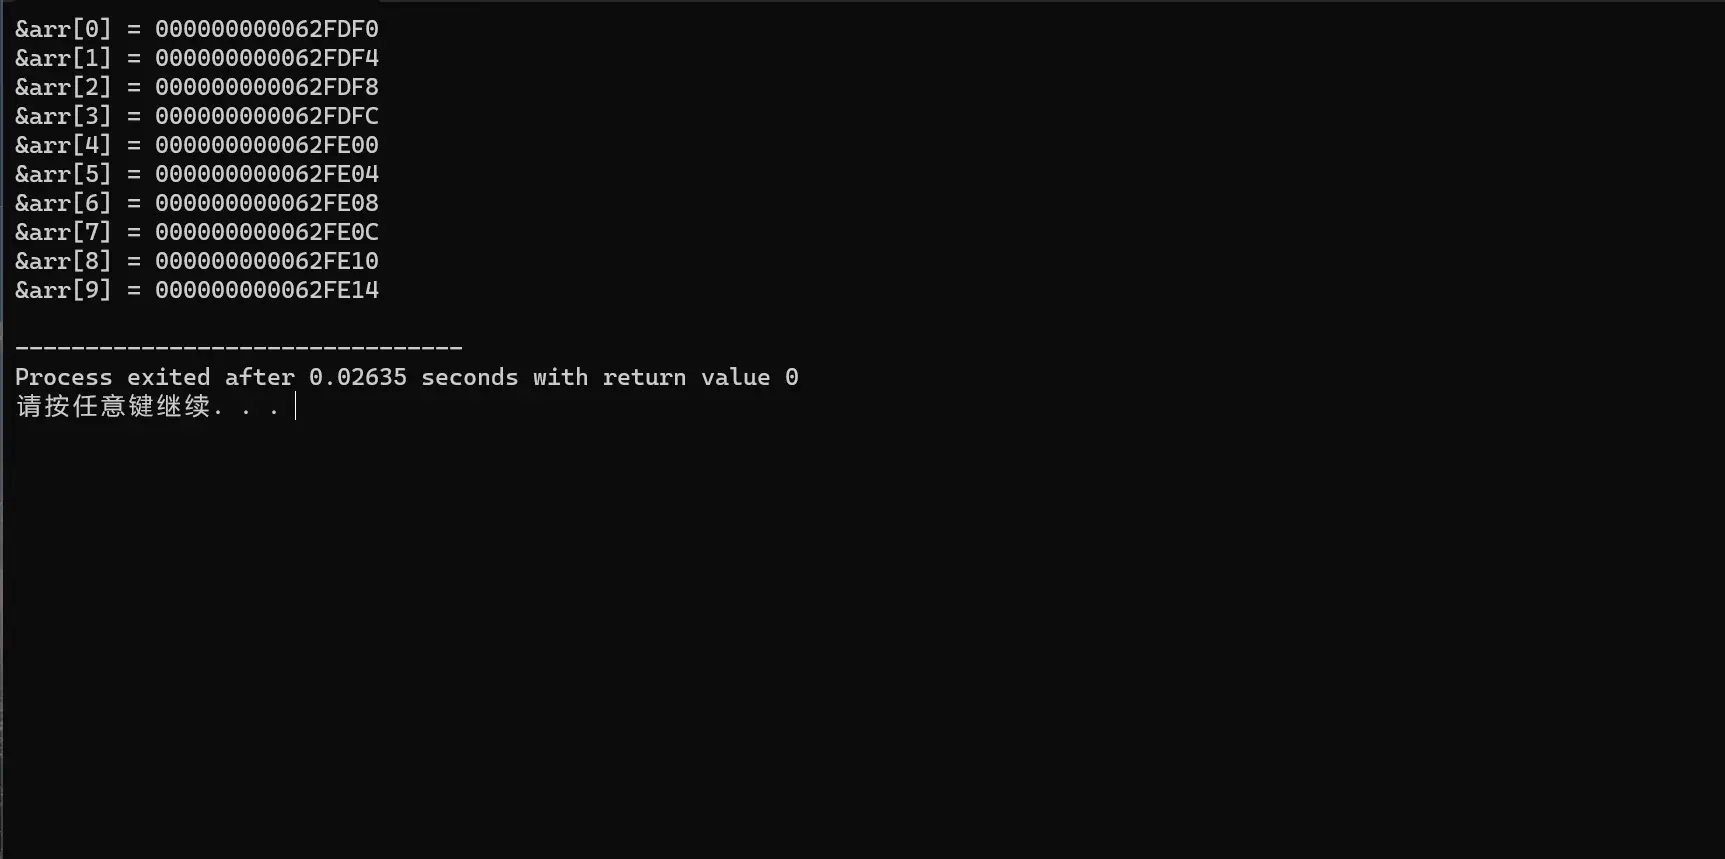 &arr[0] = 000000000062FDF0
&arr[1] = 000000000062FDF4
&arr[2] = 000000000062FDF8
&arr[3] = 000000000062FDFC
&arr[4] = 000000000062FE00
&arr[5] = 000000000062FE04
&arr[6] = 000000000062FE08
&arr[7] = 000000000062FE0C
&arr[8] = 000000000062FE10
&arr[9] = 000000000062FE14
--------------------------------
Process exited after 0.02635 seconds with return value 0
请按任意键继续. . .